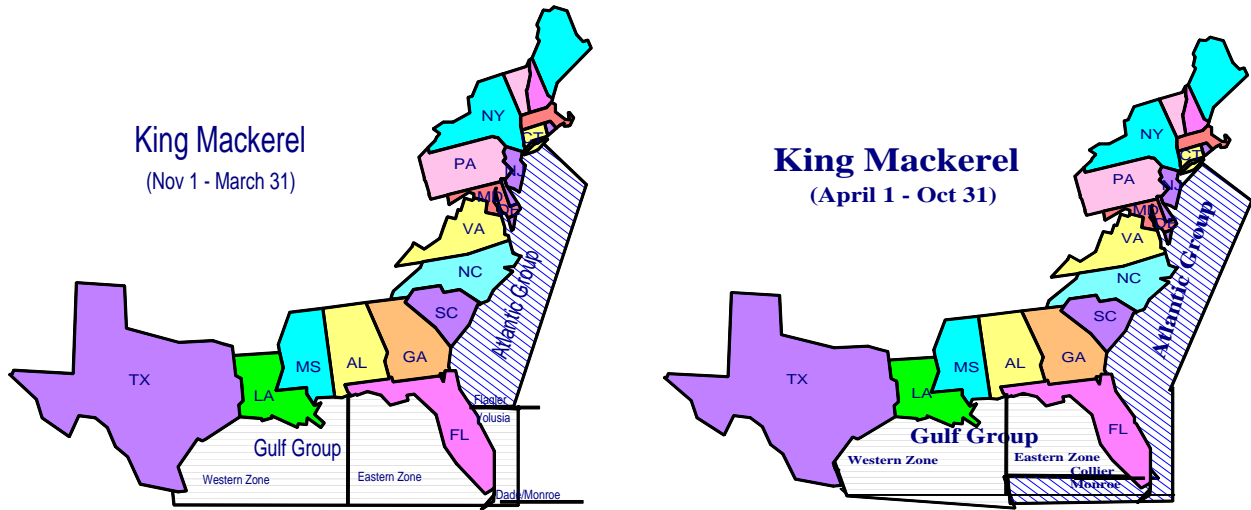 King Mackerel
(Nov 1 - March 31)
NY
CT
PA
NJ
MD
DE
VA
NC
SC
Atlantic Group
MS
AL
GA
TX
LA
Flagler
Yolusia
FL
Gulf Group
Western Zone
Eastern Zone
Dade/Monroe
King Mackerel
(April 1 - Oct 31)
NY
CT
PA
NJ
MD
DE
VA
NC
SC
Atlantic Group
MS
AL
GA
TX
LA
FL
Gulf Group
Western Zone
Eastern Zone
Collier
Monroe